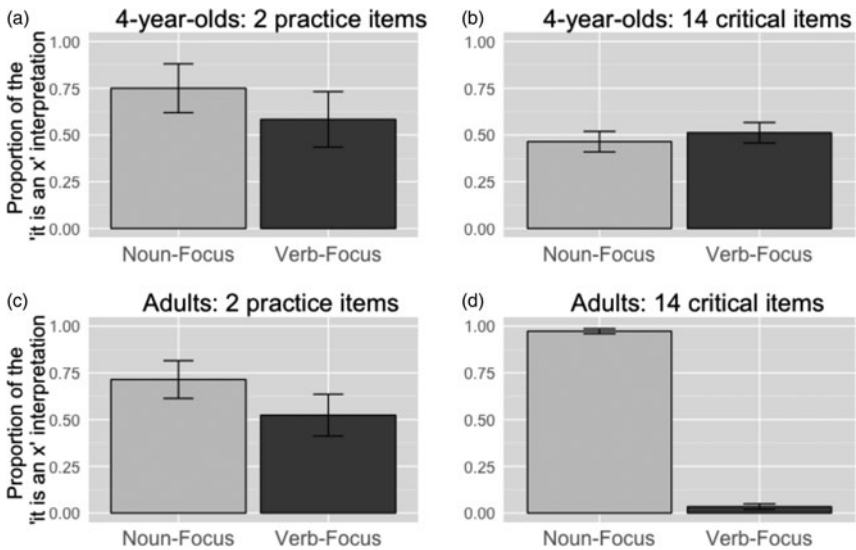 (a) 4-year-olds: 2 practice items
Proportion of the
'it is an x' interpretation
1.00
0.75
0.50
0.25
0.00
Noun-Focus Verb-Focus
(b) 4-year-olds: 14 critical items
1.00
0.75
0.50
0.25
0.00
Noun-Focus Verb-Focus
(c) Adults: 2 practice items
Proportion of the
'it is an x' interpretation
1.00
0.75
0.50
0.25
0.00
Noun-Focus Verb-Focus
(d) Adults: 14 critical items
1.00
0.75
0.50
0.25
0.00
Noun-Focus Verb-Focus